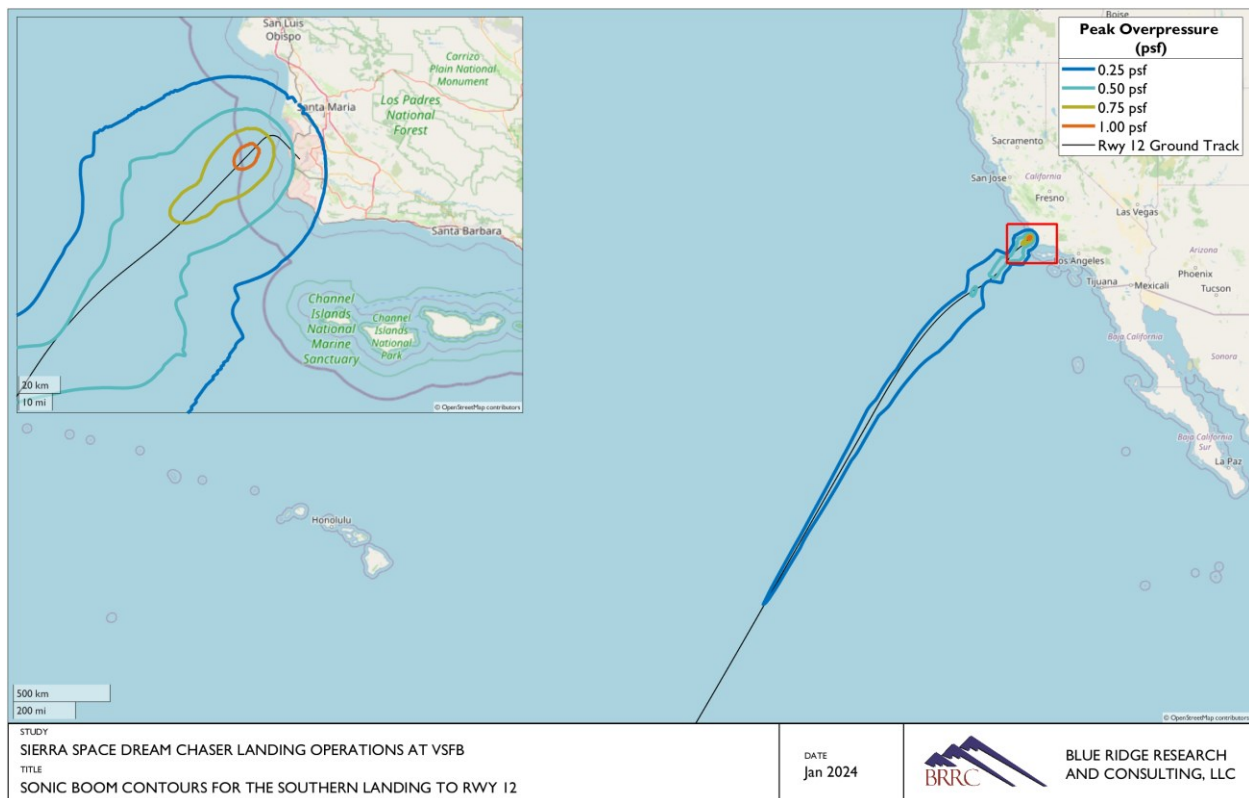 San Luis
Obispo
Carrizo
Plain National
Monument
Santa Maria
Los Padres
National
Forest
Santa Barbara
Channel
Islands
National
Marine
Sanctuary
Channel
Islands
National
Park
20 km
10 mi
© OpenStreetMap contributors
Boise
Peak Overpressure
(psf)
0.25 psf
0.50 psf
0.75 psf
1.00 psf
Rwy 12 Ground Track
Sacramento
California
San Jose
Fresno
Las Vegas
Los Angeles
Arizona
Phoenix
Tijuana
Mexicali
Tucson
Baja California
Sonora
Baja California
Sur
La Paz
Honolulu
500 km
200 mi
© OpenStreetMap contributors
STUDY
SIERRA SPACE DREAM CHASER LANDING OPERATIONS AT VSFB
TITLE
SONIC BOOM CONTOURS FOR THE SOUTHERN LANDING TO RWY 12
DATE
Jan 2024
BRRC
BLUE RIDGE RESEARCH
AND CONSULTING, LLC